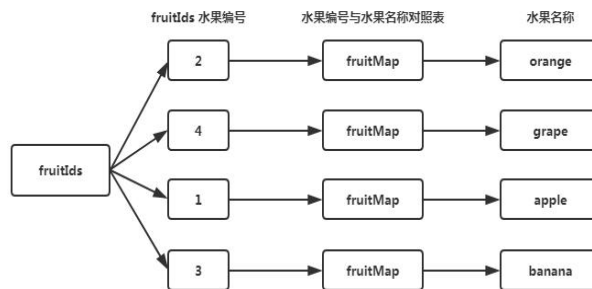 fruitIds 水果编号 水果编号与水果名称对照表 水果名称
2 fruitMap orange
4 fruitMap grape
fruitIds
1 fruitMap apple
3 fruitMap banana